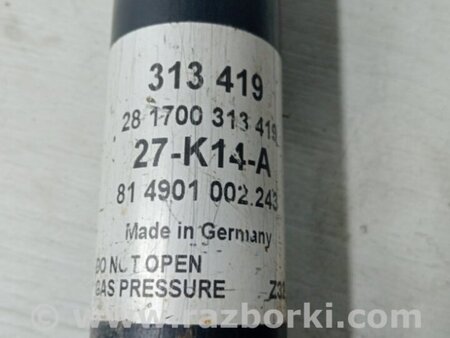 313 419
28 1700 313 419
27-K14-A
81 4901 002.243
Made in Germany
DO NOT OPEN
GAS PRESSURE
www.razborki.com